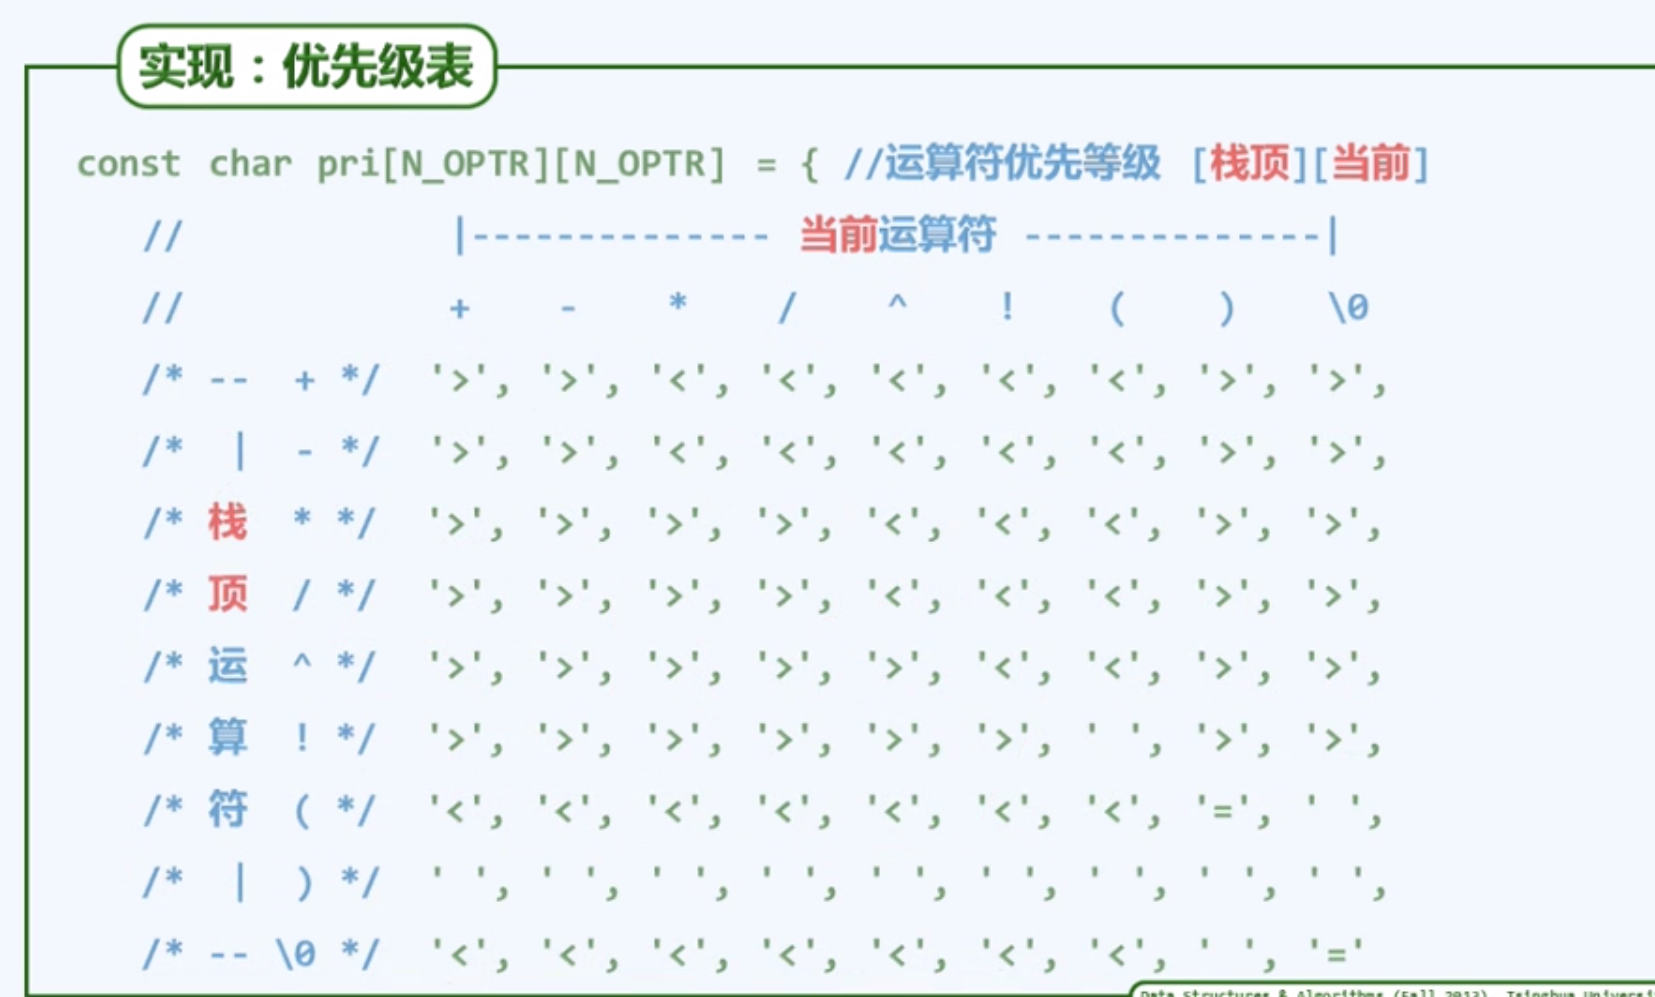 实现：优先级表
const char pri[N_OPTR][N_OPTR] = { //运算符优先等级 [栈顶][当前]
// |-------------- 当前运算符 --------------|
// + - * / ^ ! ( ) \0
/* -- + */ '>', '>', '<', '<', '<', '<', '<', '>', '>',
/* | - */ '>', '>', '<', '<', '<', '<', '<', '>', '>',
/* 栈 * */ '>', '>', '>', '>', '<', '<', '<', '>', '>',
/* 顶 / */ '>', '>', '>', '>', '<', '<', '<', '>', '>',
/* 运 ^ */ '>', '>', '>', '>', '>', '<', '<', '>', '>',
/* 算 ! */ '>', '>', '>', '>', '>', '>', ' ', '>', '>',
/* 符 ( */ '<', '<', '<', '<', '<', '<', '<', '=', ' ',
/* | ) */ ' ', ' ', ' ', ' ', ' ', ' ', ' ', ' ', ' ',
/* -- \0 */ '<', '<', '<', '<', '<', '<', '<', ' ', '='
Data Structures & Algorithms (Fall 2013), Tsinghua